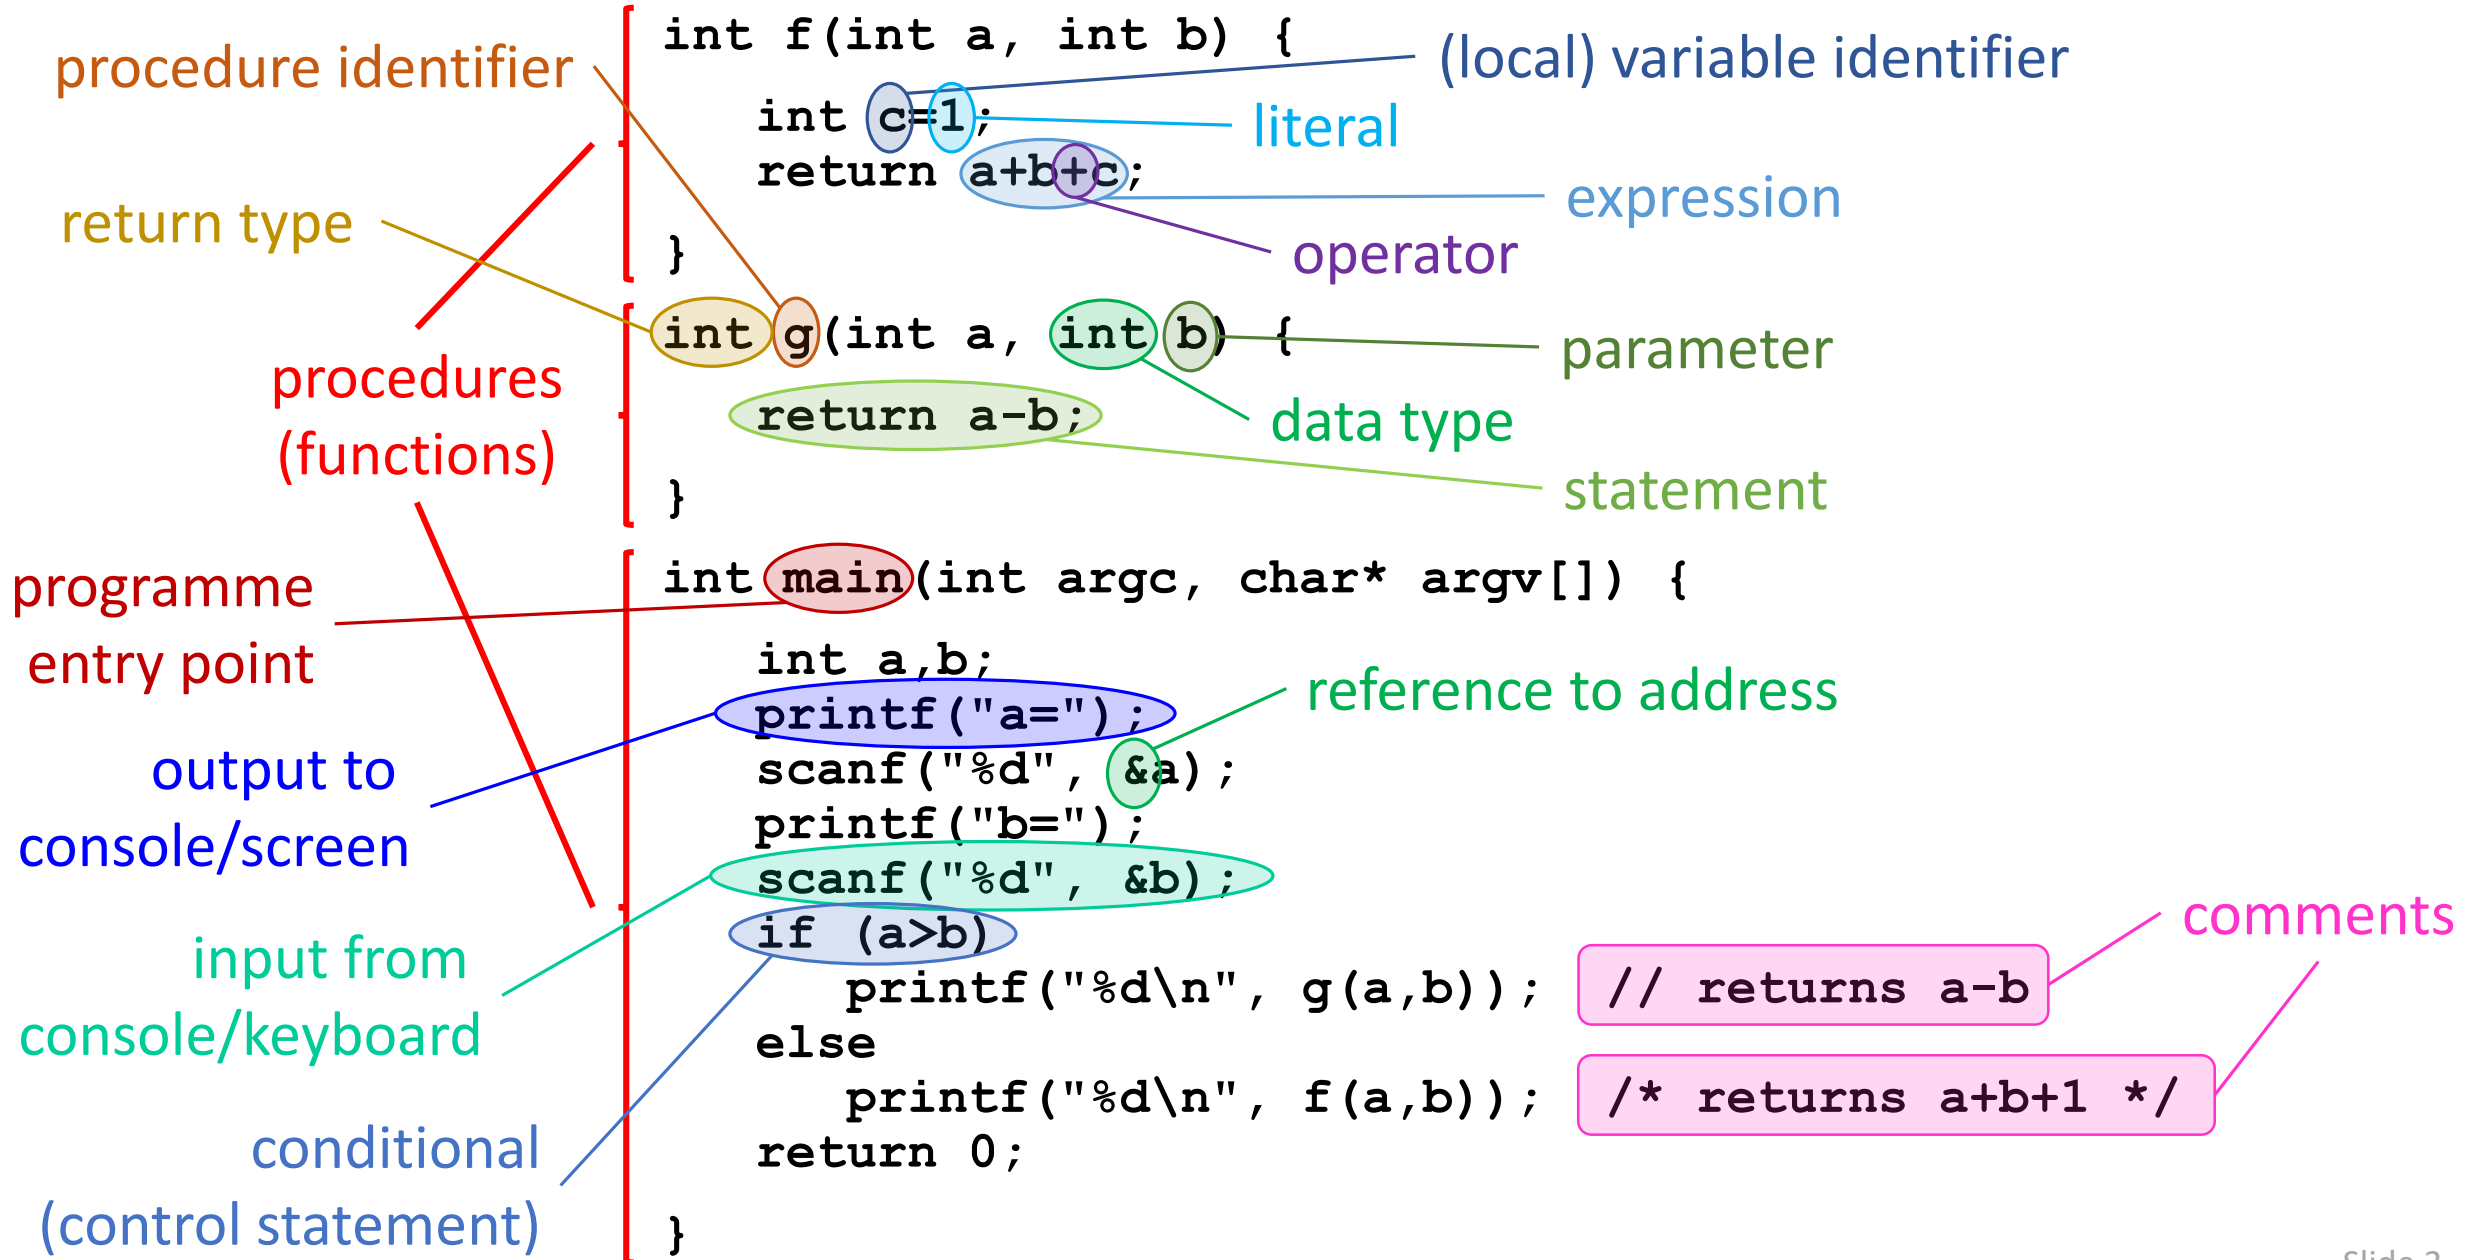 int f(int a, int b) {
procedure identifier
(local) variable identifier
int c=1;
literal
return a+b+c;
expression
return type
operator
}
int g(int a, int b) {
parameter
procedures
(functions)
return a-b;
data type
statement
}
programme
entry point
int main(int argc, char* argv[]) {
int a,b;
reference to address
printf("a=");
output to
console/screen
scanf("%d", &a);
printf("b=");
scanf("%d", &b);
input from
console/keyboard
if (a>b)
comments
printf("%d\n", g(a,b)); // returns a-b
else
printf("%d\n", f(a,b)); /* returns a+b+1 */
conditional
(control statement)
return 0;
}